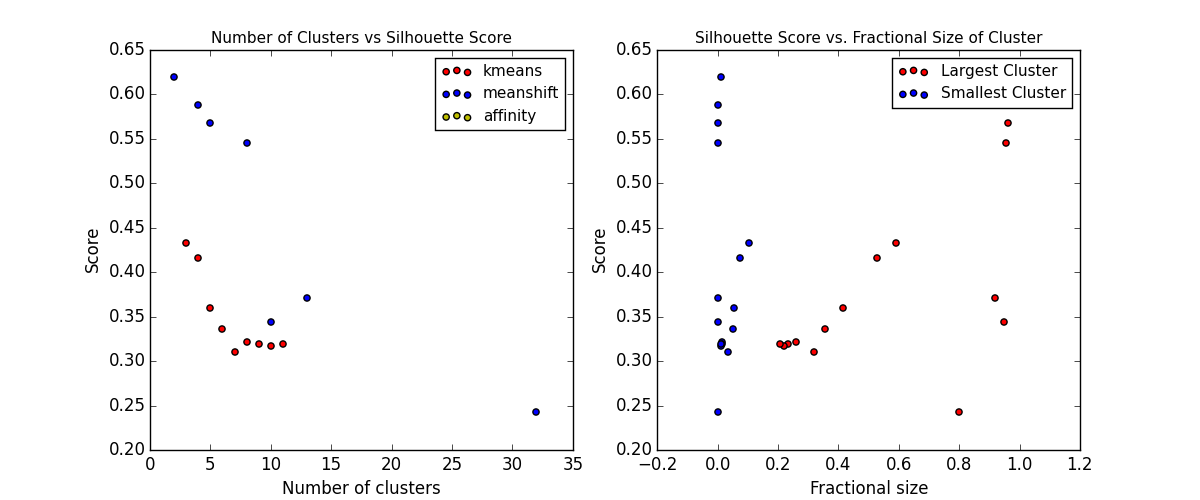 Number of Clusters vs Silhouette Score
0.65
0.60
0.55
0.50
0.45
0.40
0.35
0.30
0.25
0.20
Score
kmeans
meanshift
affinity
0 5 10 15 20 25 30 35
Number of clusters
Silhouette Score vs. Fractional Size of Cluster
0.65
0.60
0.55
0.50
0.45
0.40
0.35
0.30
0.25
0.20
Score
Largest Cluster
Smallest Cluster
−0.2 0.0 0.2 0.4 0.6 0.8 1.0 1.2
Fractional size